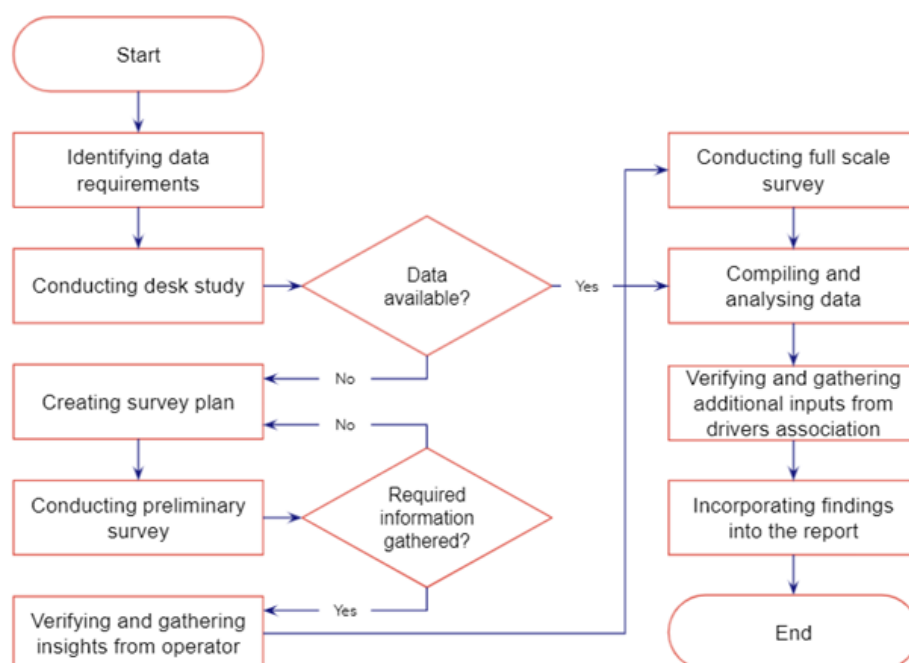 Start
Identifying data
requirements
Conducting desk study
Data
available?
Yes
No
Creating survey plan
No
Conducting preliminary
survey
Required
information
gathered?
Yes
Verifying and gathering
insights from operator
Conducting full scale
survey
Compiling and
analysing data
Verifying and gathering
additional inputs from
drivers association
Incorporating findings
into the report
End